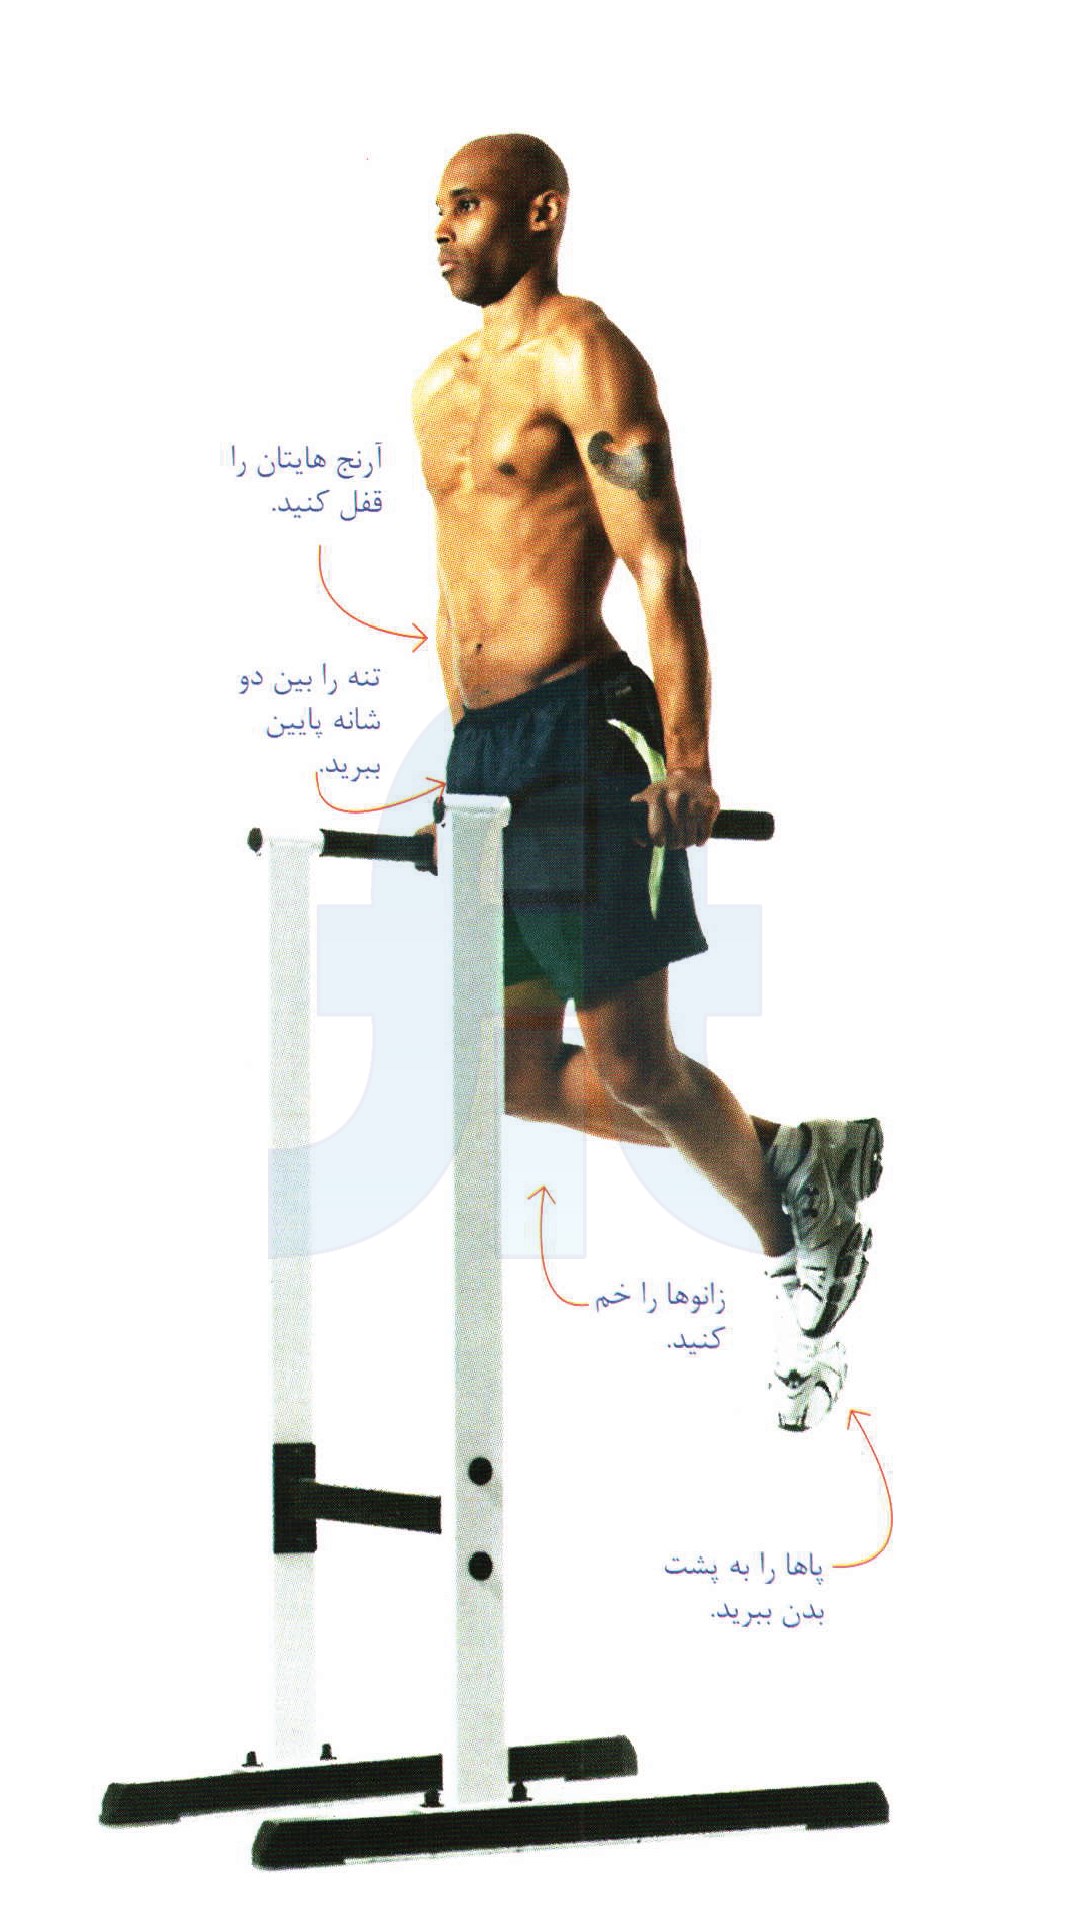 آرنج هایتان را
قفل کنید.
تنه را بین دو
شانه پایین
ببرید.
زانوها را خم
کنید.
پاها را به پشت
بدن ببرید.